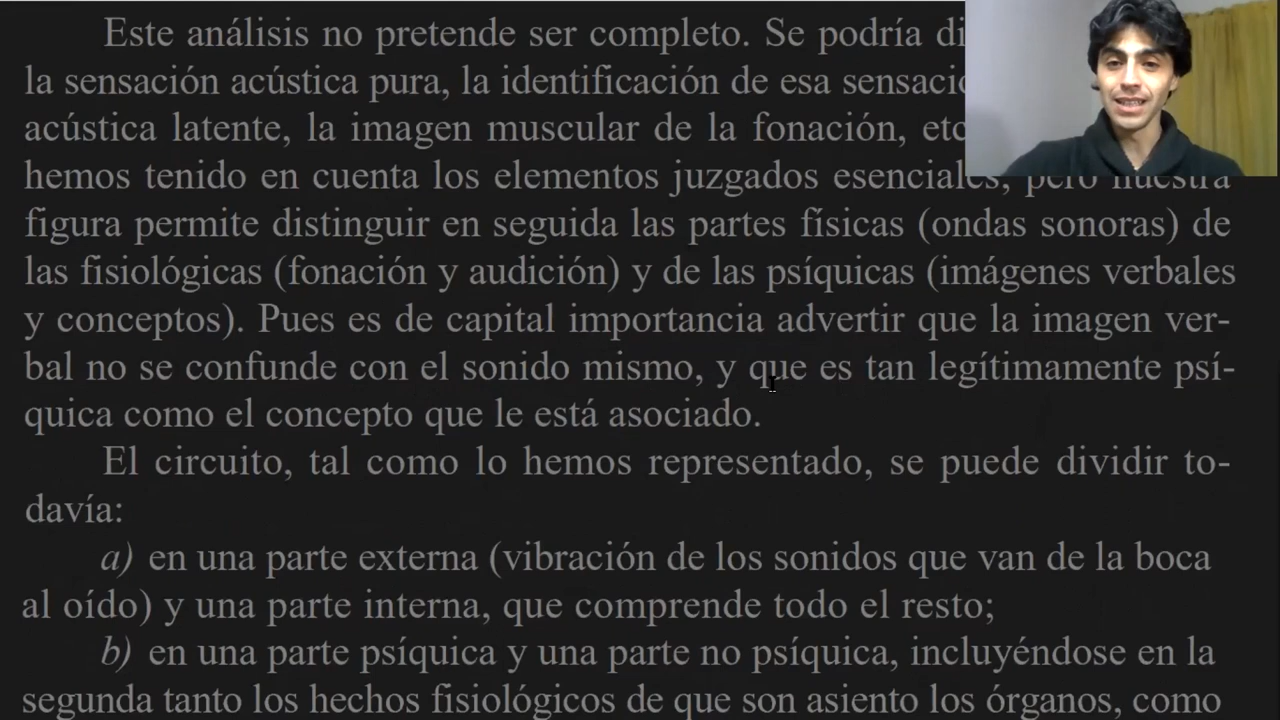 Este análisis no pretende ser completo. Se podría
la sensación acústica pura, la identificación de esa
acústica latente, la imagen muscular de la fonación,
hemos tenido en cuenta los elementos juzgados esenciales, pero nuestra
figura permite distinguir en seguida las partes físicas (ondas sonoras) de
las fisiológicas (fonación y audición) y de las psíquicas (imágenes verbales
y conceptos). Pues es de capital importancia advertir que la imagen ver-
bal no se confunde con el sonido mismo, y que es tan legítimamente psí-
quica como el concepto que le está asociado.
El circuito, tal como lo hemos representado, se puede dividir to-
davía:
a) en una parte externa (vibración de los sonidos que van de la boca
al oído) y una parte interna, que comprende todo el resto;
b) en una parte psíquica y una parte no psíquica, incluyéndose en la
segunda tanto los hechos fisiológicos de que son asiento los órganos, como